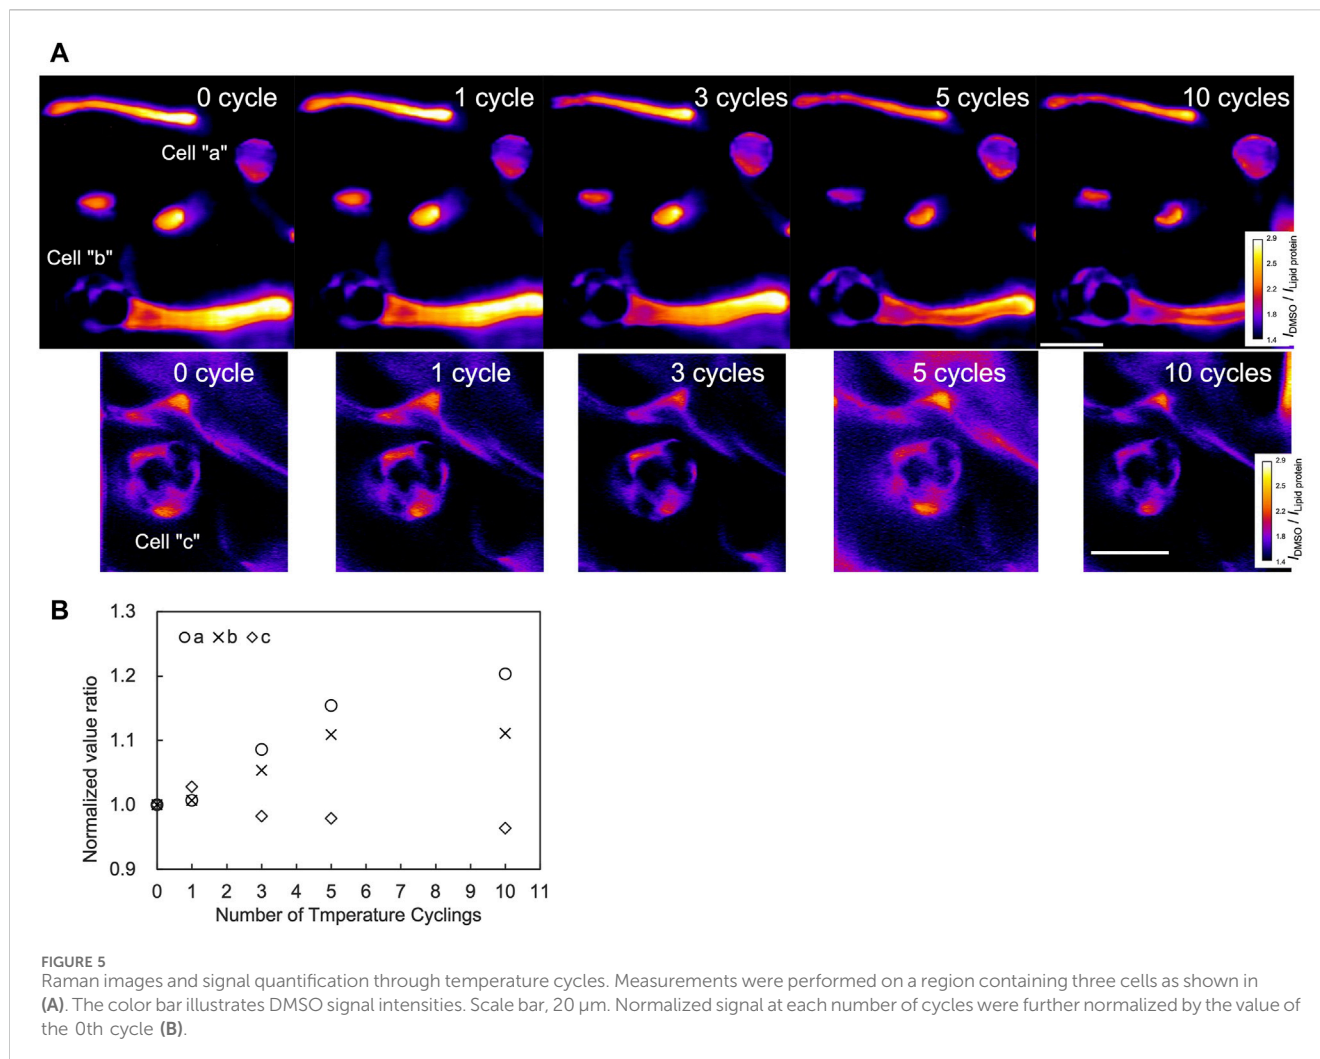 A
0 cycle
1 cycle
3 cycles
5 cycles
10 cycles
Cell "a"
Cell "b"
2.9
2.5
2.2
1.8
1.4
I DMSO / I Lipid protein
0 cycle
1 cycle
3 cycles
5 cycles
10 cycles
Cell "c"
2.9
2.5
2.2
1.8
1.4
I DMSO / I Lipid protein
B
1.3
1.2
1.1
1.0
0.9
Normalized value ratio
a b c
0 1 2 3 4 5 6 7 8 9 10 11
Number of Tmperature Cyclings
FIGURE 5
Raman images and signal quantification through temperature cycles. Measurements were performed on a region containing three cells as shown in
(A). The color bar illustrates DMSO signal intensities. Scale bar, 20 µm. Normalized signal at each number of cycles were further normalized by the value of
the 0th cycle (B).